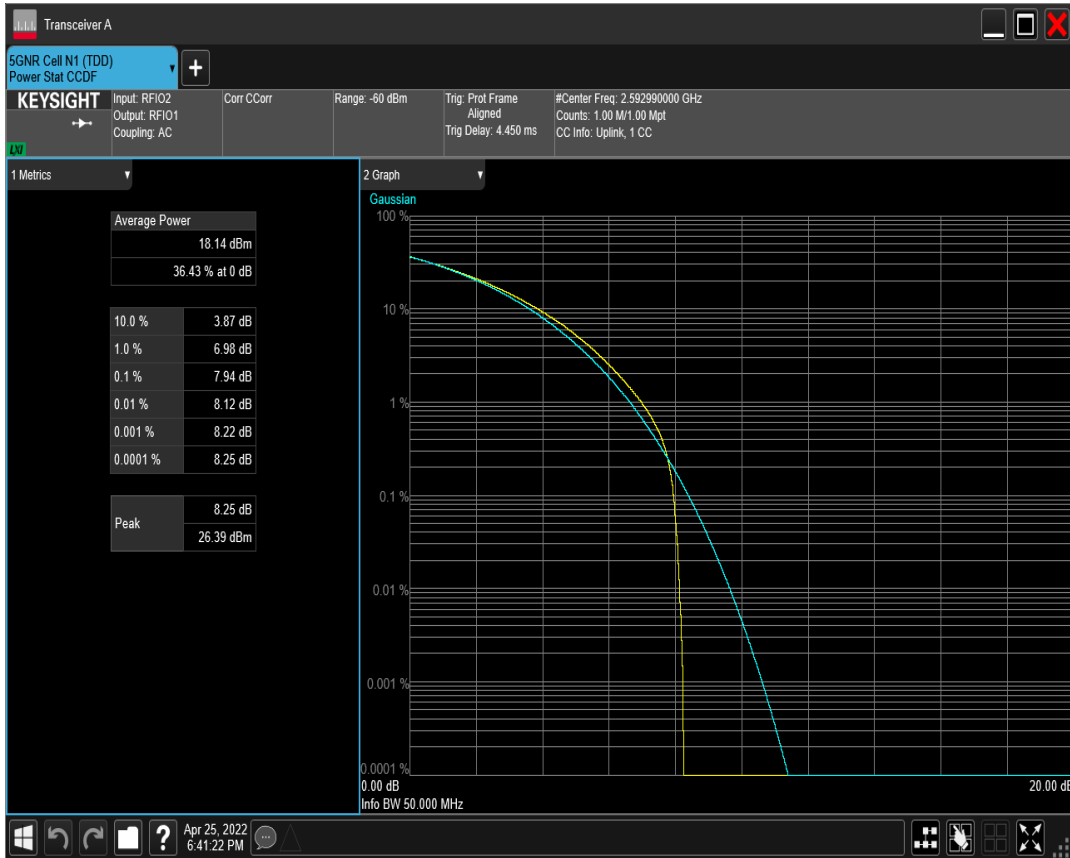 Transceiver A
5GNR Cell N1 (TDD)
Power Stat CCDF
KEYSIGHT
LXI
Input: RFIO2
Output: RFIO1
Coupling: AC
Corr CCorr
Range: -60 dBm
Trig: Prot Frame
Aligned
Trig Delay: 4.450 ms
#Center Freq: 2.592990000 GHz
Counts: 1.00 M/1.00 Mpt
CC Info: Uplink, 1 CC
1 Metrics
Average Power
18.14 dBm
36.43 % at 0 dB
10.0 % 3.87 dB
1.0 % 6.98 dB
0.1 % 7.94 dB
0.01 % 8.12 dB
0.001 % 8.22 dB
0.0001 % 8.25 dB
Peak 8.25 dB
26.39 dBm
2 Graph
Gaussian
100 %
10 %
1 %
0.1 %
0.01 %
0.001 %
0.0001 %
0.00 dB 20.00 dB
Info BW 50.000 MHz
Apr 25, 2022
6:41:22 PM